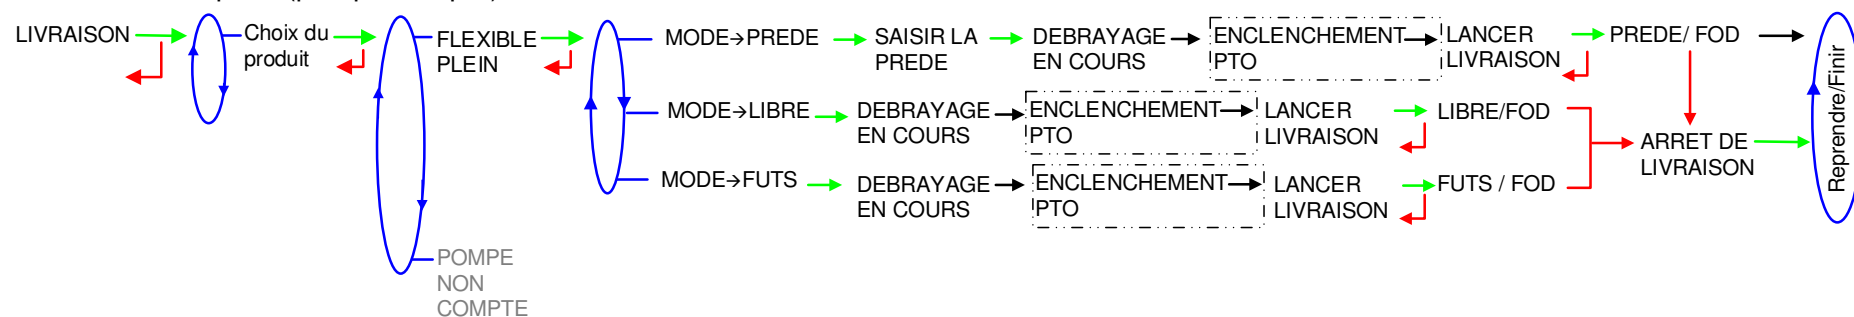 LIVRAISON
Choix du
produit
FLEXIBLE
PLEIN
POMPE
NON
COMPTE
MODE→PREDE
SAISIR LA
PREDE
DEBRAYAGE
EN COURS
ENCLENCHEMENT
PTO
LANCER
LIVRAISON
PREDE/ FOD
MODE→LIBRE
DEBRAYAGE
EN COURS
ENCLENCHEMENT
PTO
LANCER
LIVRAISON
LIBRE/FOD
MODE→FUTS
DEBRAYAGE
EN COURS
ENCLENCHEMENT
PTO
LANCER
LIVRAISON
FUTS / FOD
ARRET DE
LIVRAISON
Reprendre/Finir